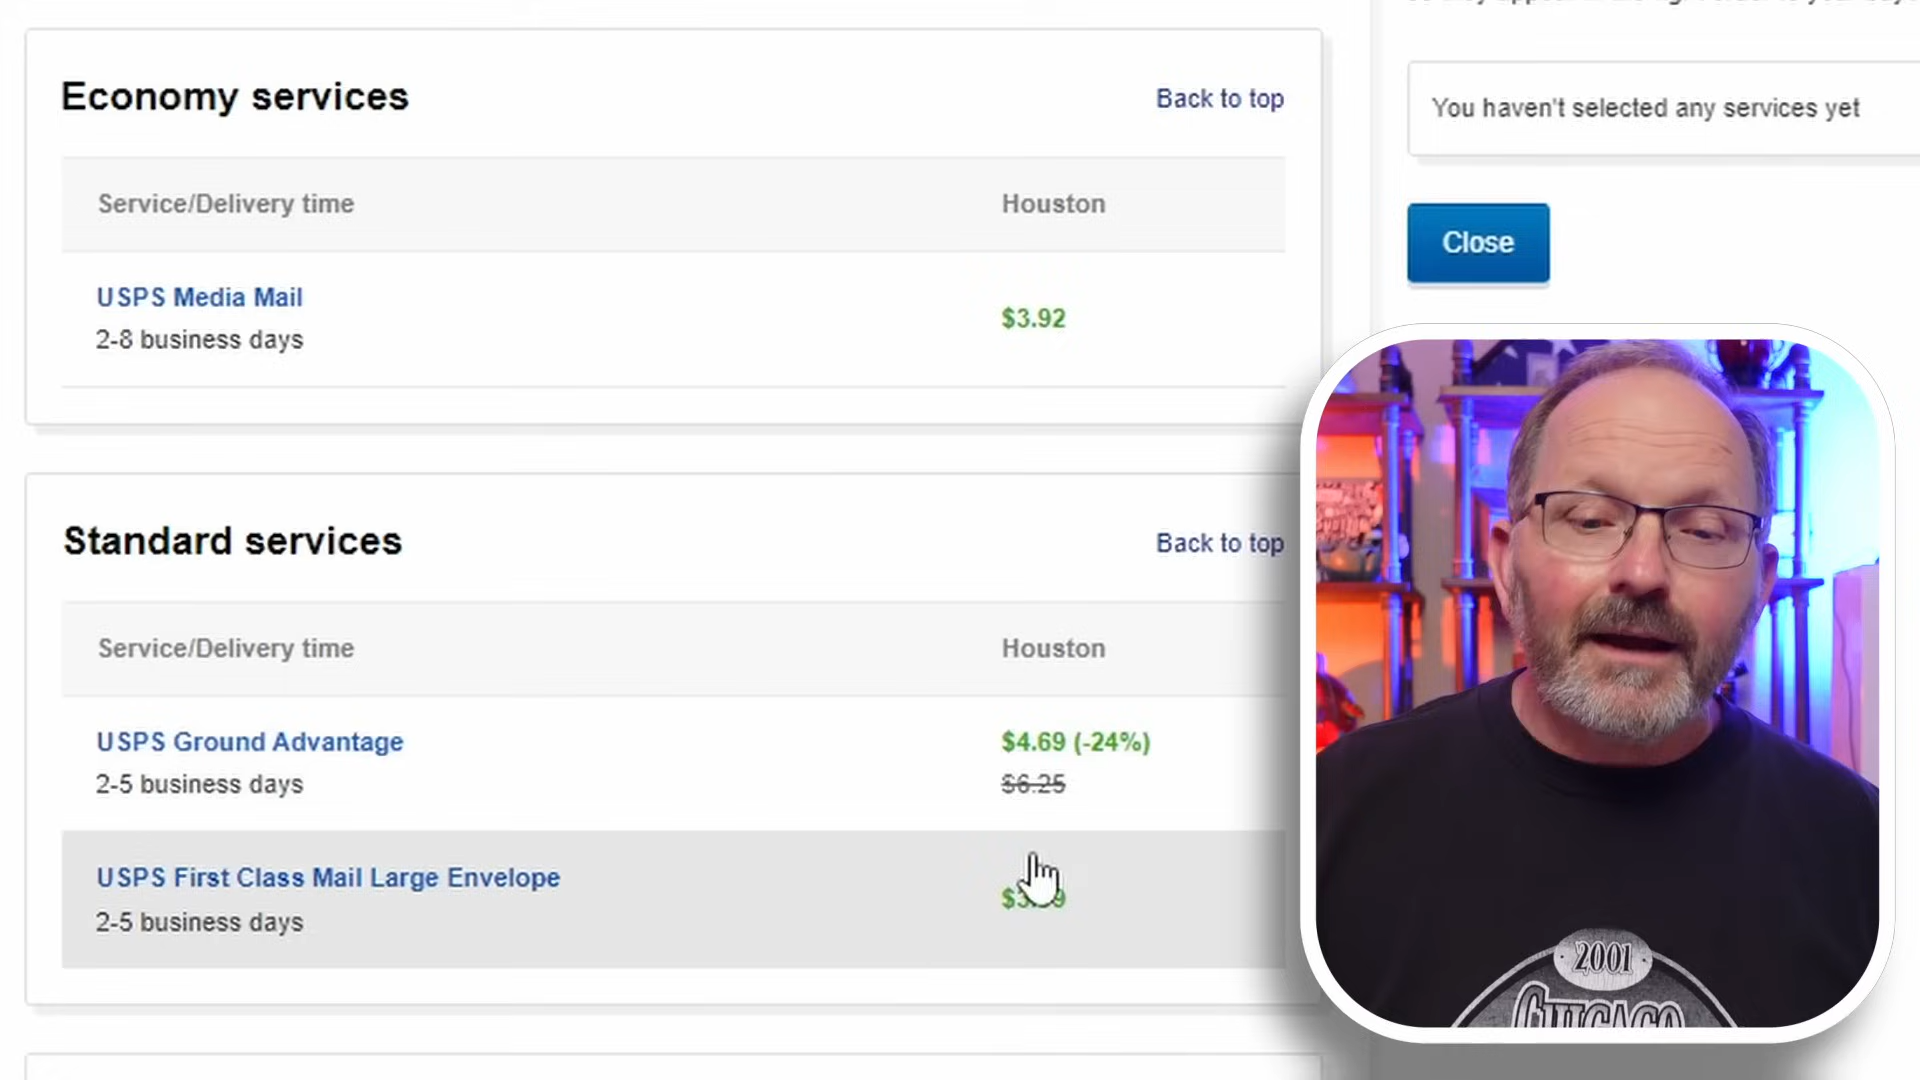 Economy services
Back to top
You haven't selected any services yet
Service/Delivery time
Houston
Close
USPS Media Mail
2-8 business days
$3.92
Standard services
Back to top
Service/Delivery time
Houston
USPS Ground Advantage
$4.69 (-24%)
2-5 business days
$6.25
USPS First Class Mail Large Envelope
2-5 business days
2001
CHICAGO